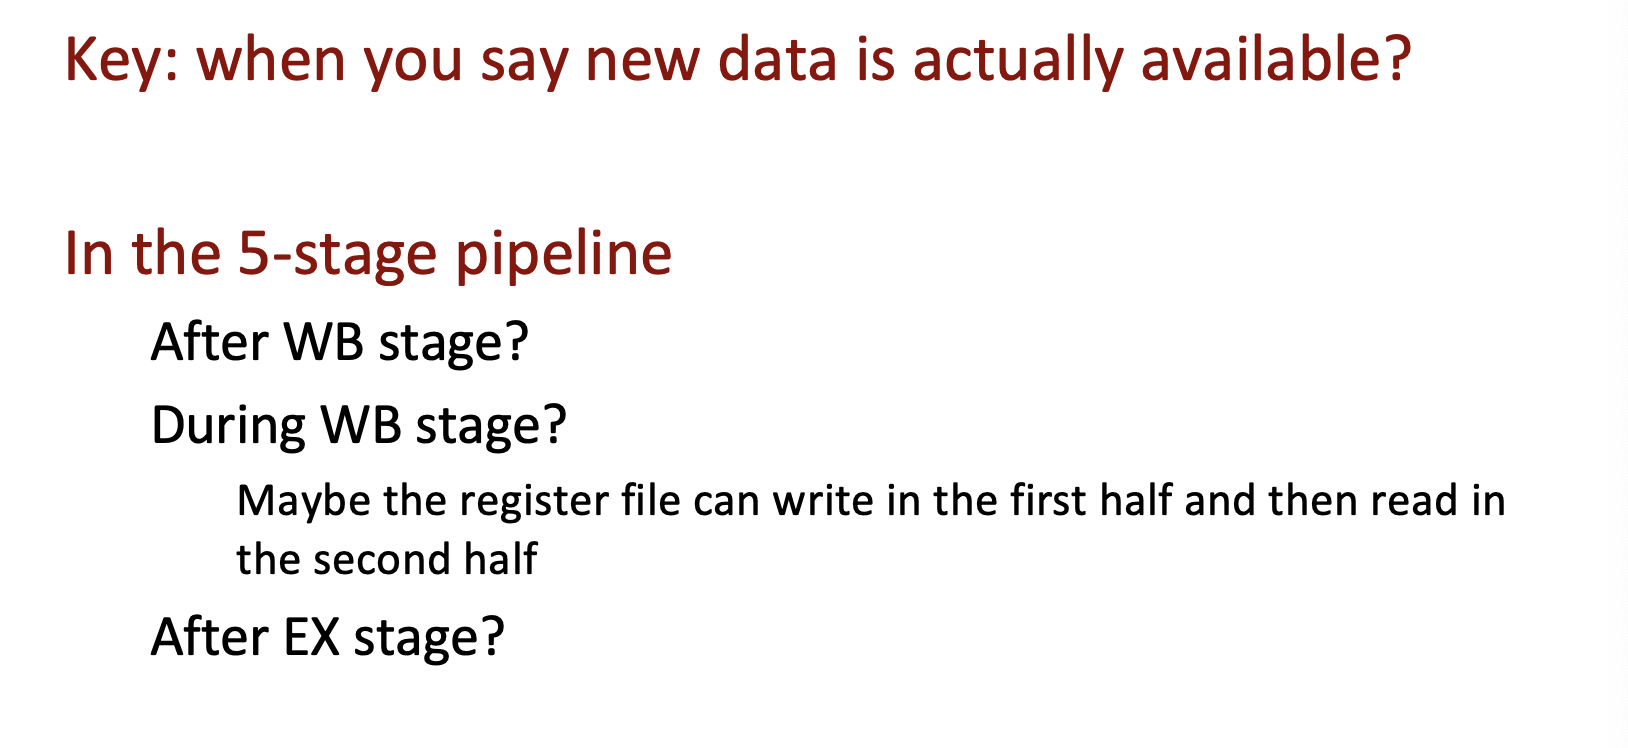 Key: when you say new data is actually available?
In the 5-stage pipeline
After WB stage?
During WB stage?
Maybe the register file can write in the first half and then read in
the second half
After EX stage?